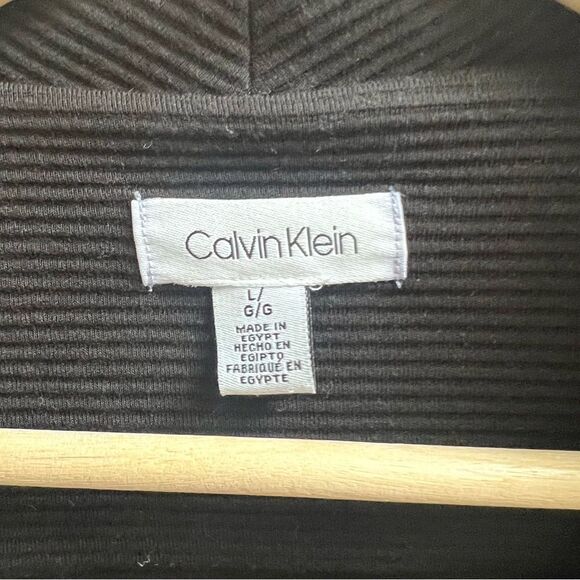 Calvin Klein
L/
G/G
MADE IN
EGYPT
HECHO EN
EGIPTO
FABRIQUÉ EN
EGYPTE